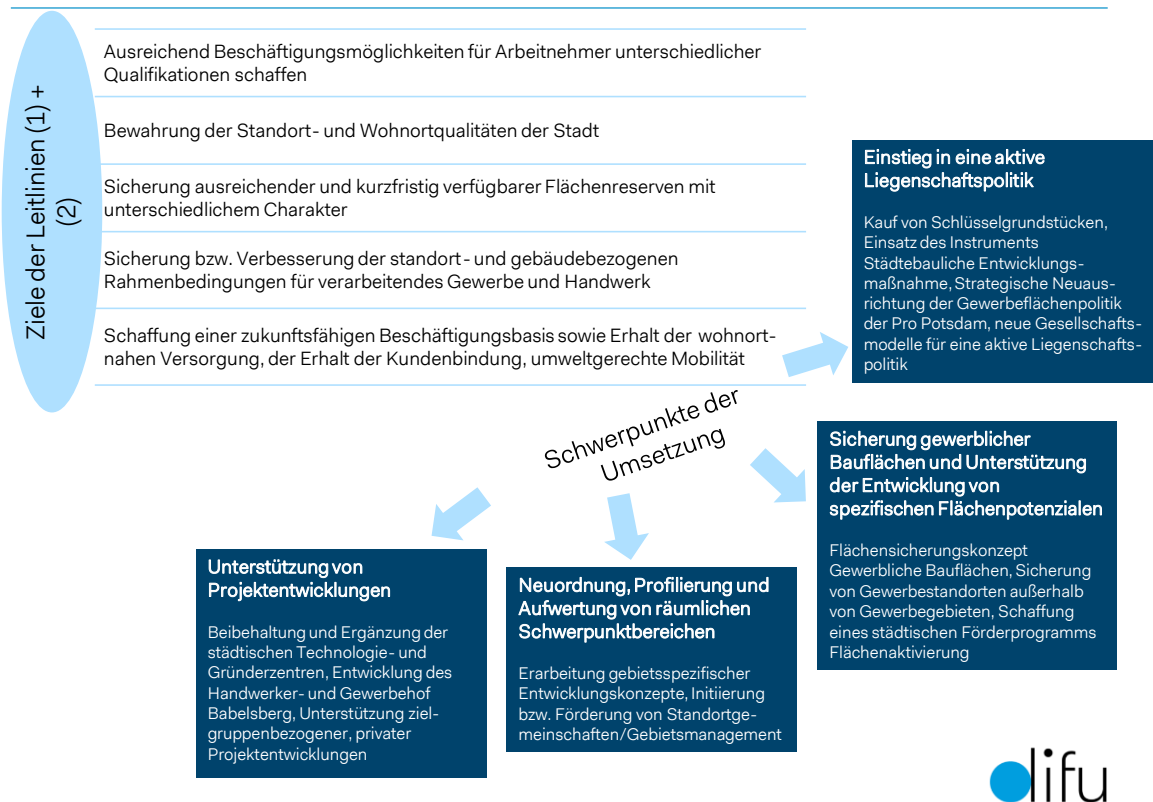 Ziele der Leitlinien (1) +
(2)
Ausreichend Beschäftigungsmöglichkeiten für Arbeitnehmer unterschiedlicher
Qualifikationen schaffen
Bewahrung der Standort- und Wohnortqualitäten der Stadt
Sicherung ausreichender und kurzfristig verfügbarer Flächenreserven mit
unterschiedlichem Charakter
Sicherung bzw. Verbesserung der standort- und gebäudebezogenen
Rahmenbedingungen für verarbeitendes Gewerbe und Handwerk
Schaffung einer zukunftsfähigen Beschäftigungsbasis sowie Erhalt der wohnort-
nahen Versorgung, der Erhalt der Kundenbindung, umweltgerechte Mobilität
Schwerpunkte der
Umsetzung
Einstieg in eine aktive
Liegenschaftspolitik
Kauf von Schlüsselgrundstücken,
Einsatz des Instruments
Städtebauliche Entwicklungs-
maßnahme, Strategische Neuaus-
richtung der Gewerbeflächenpolitik
der Pro Potsdam, neue Gesellschafts-
modelle für eine aktive Liegenschafts-
politik
Sicherung gewerblicher
Bauflächen und Unterstützung
der Entwicklung von
spezifischen Flächenpotenzialen
Flächensicherungskonzept
Gewerbliche Bauflächen, Sicherung
von Gewerbestandorten außerhalb
von Gewerbegebieten, Schaffung
eines städtischen Förderprogramms
Flächenaktivierung
Neuordnung, Profilierung und
Aufwertung von räumlichen
Schwerpunktbereichen
Erarbeitung gebietsspezifischer
Entwicklungskonzepte, Initiierung
bzw. Förderung von Standortge-
meinschaften/Gebietsmanagement
Unterstützung von
Projektentwicklungen
Beibehaltung und Ergänzung der
städtischen Technologie- und
Gründerzentren, Entwicklung des
Handwerker- und Gewerbehof
Babelsberg, Unterstützung ziel-
gruppenbezogener, privater
Projektentwicklungen
difu